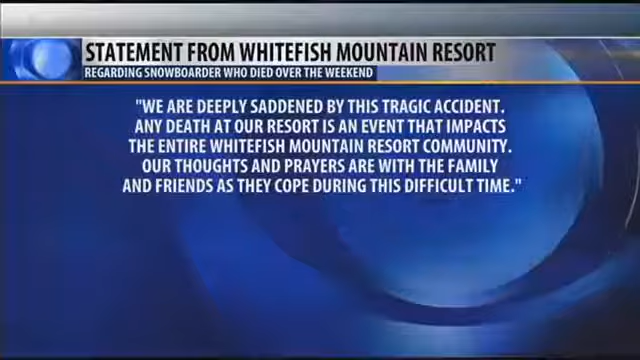 STATEMENT FROM WHITEFISH MOUNTAIN RESORT
REGARDING SNOWBOARDER WHO DIED OVER THE WEEKEND
"WE ARE DEEPLY SADDENED BY THIS TRAGIC ACCIDENT.
ANY DEATH AT OUR RESORT IS AN EVENT THAT IMPACTS
THE ENTIRE WHITEFISH MOUNTAIN RESORT COMMUNITY.
OUR THOUGHTS AND PRAYERS ARE WITH THE FAMILY
AND FRIENDS AS THEY COPE DURING THIS DIFFICULT TIME."